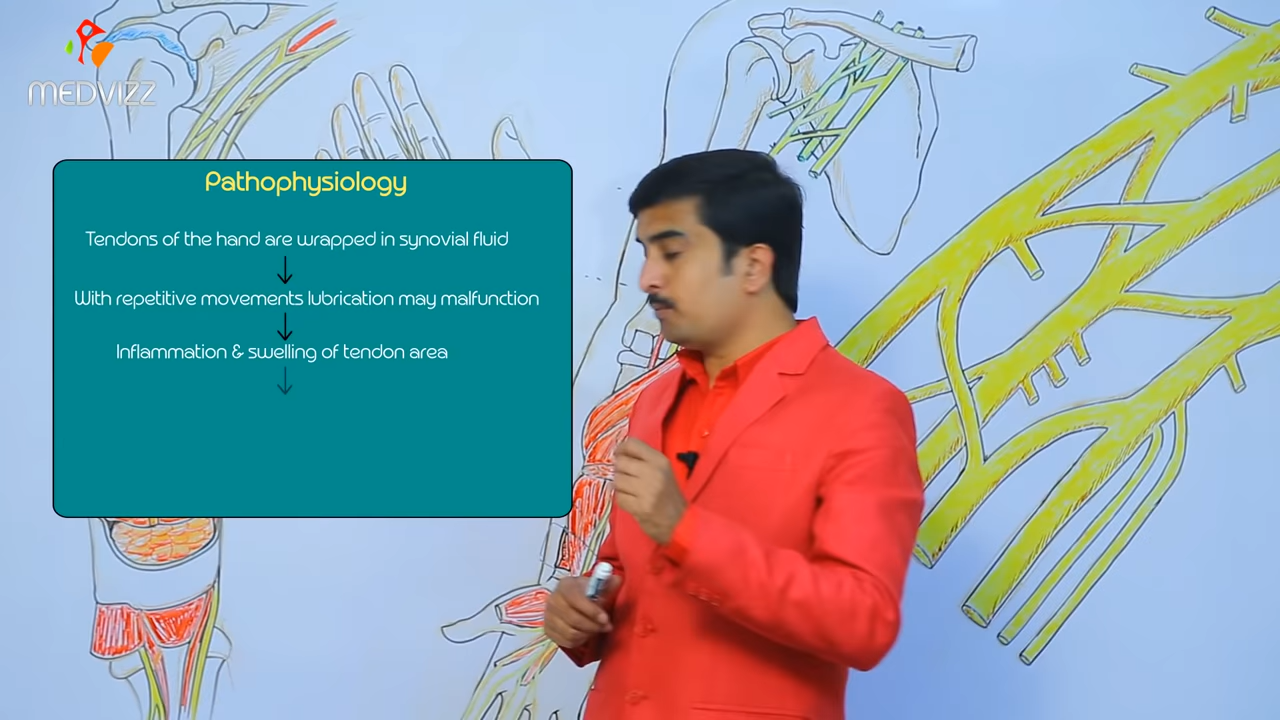 MEDVIZZ
Pathophysiology
Tendons of the hand are wrapped in synovial fluid
With repetitive movements lubrication may malfunction
Inflammation & swelling of tendon area